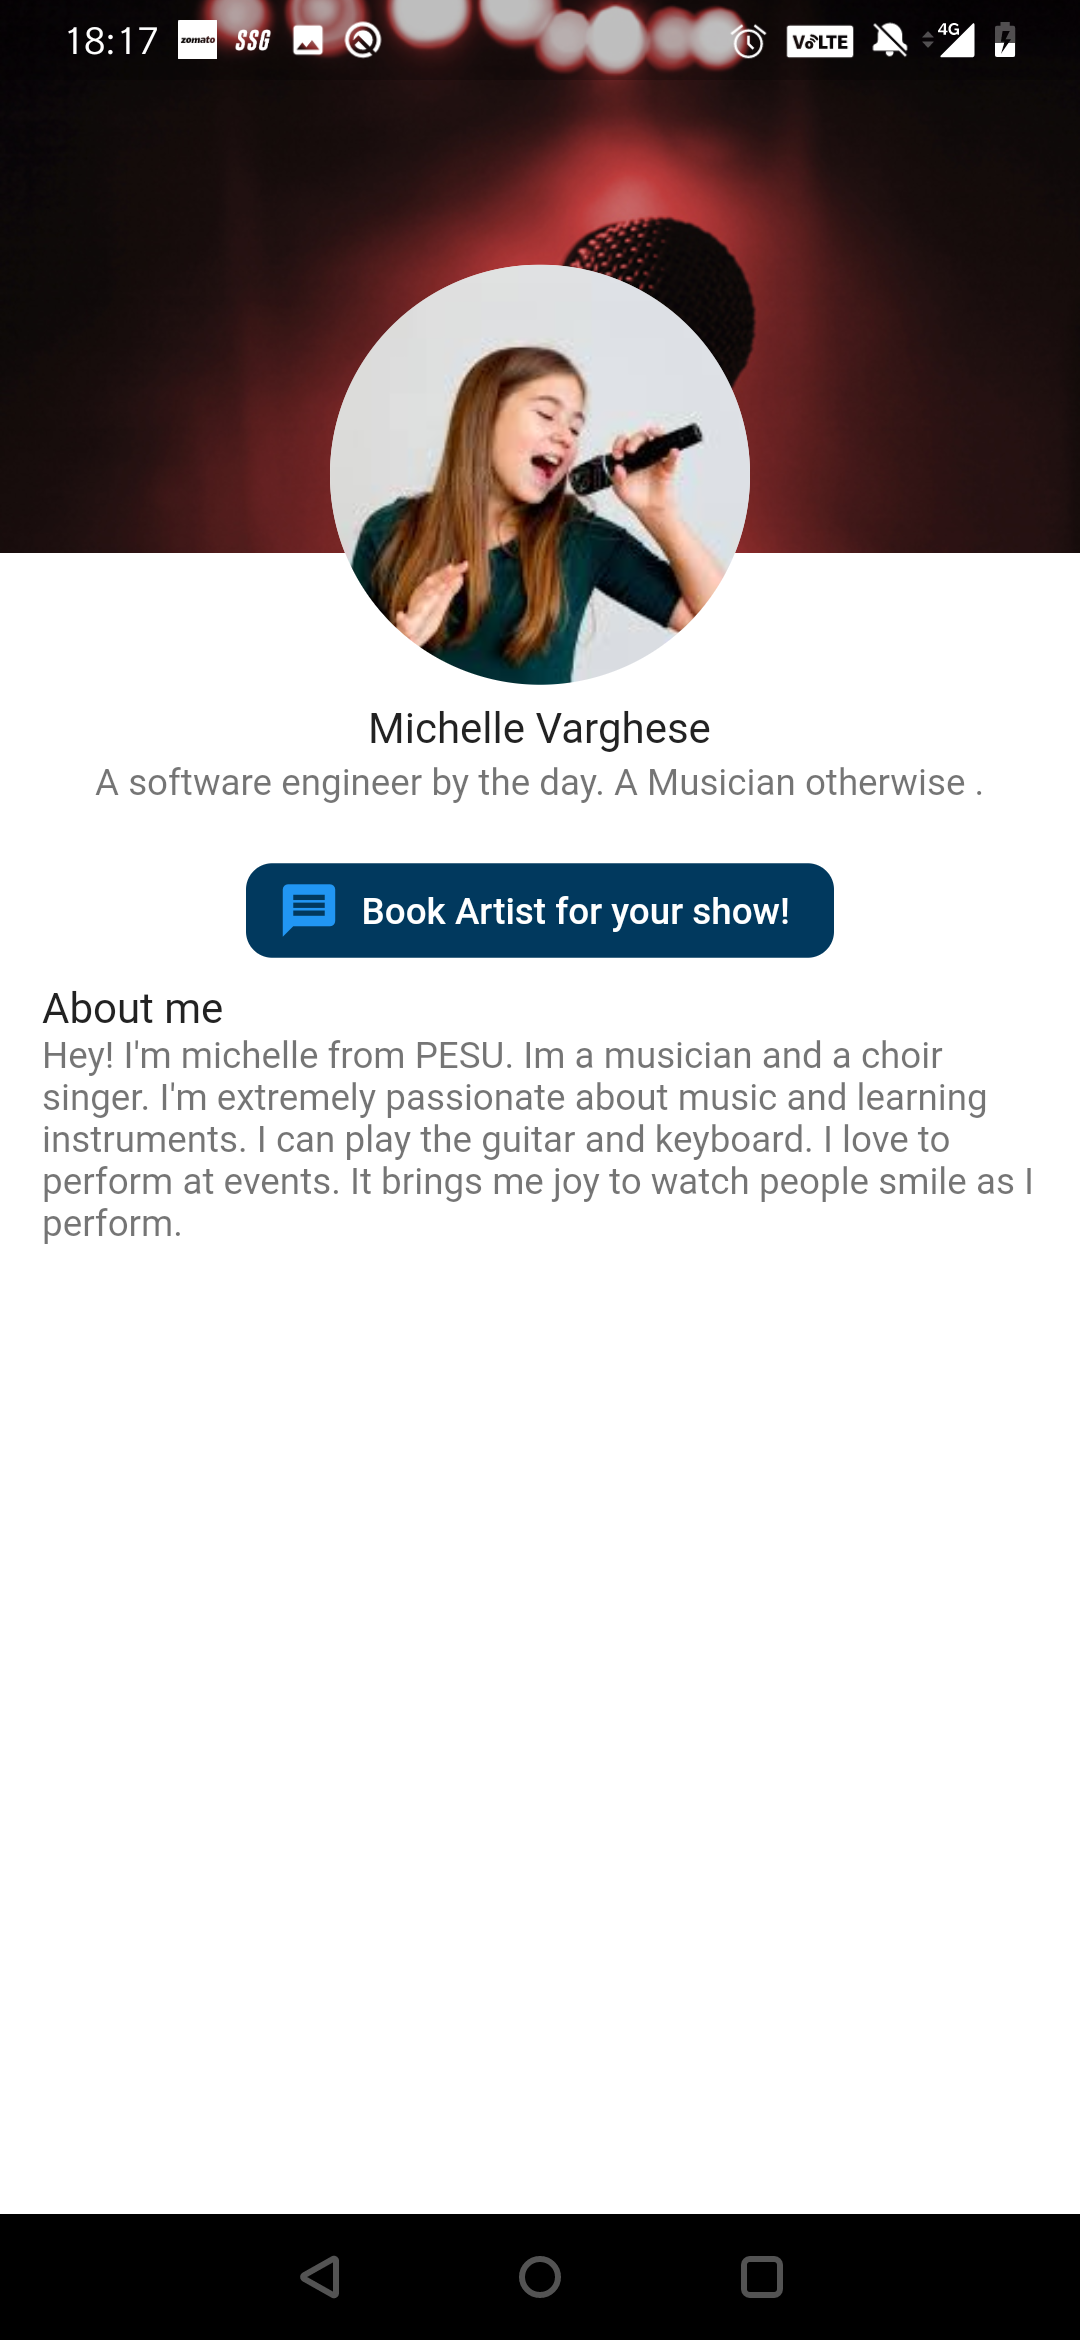 18:17 zomato SSG VoLTE 4G
Michelle Varghese
A software engineer by the day. A Musician otherwise .
Book Artist for your show!
About me
Hey! I'm michelle from PESU. Im a musician and a choir
singer. I'm extremely passionate about music and learning
instruments. I can play the guitar and keyboard. I love to
perform at events. It brings me joy to watch people smile as I
perform.